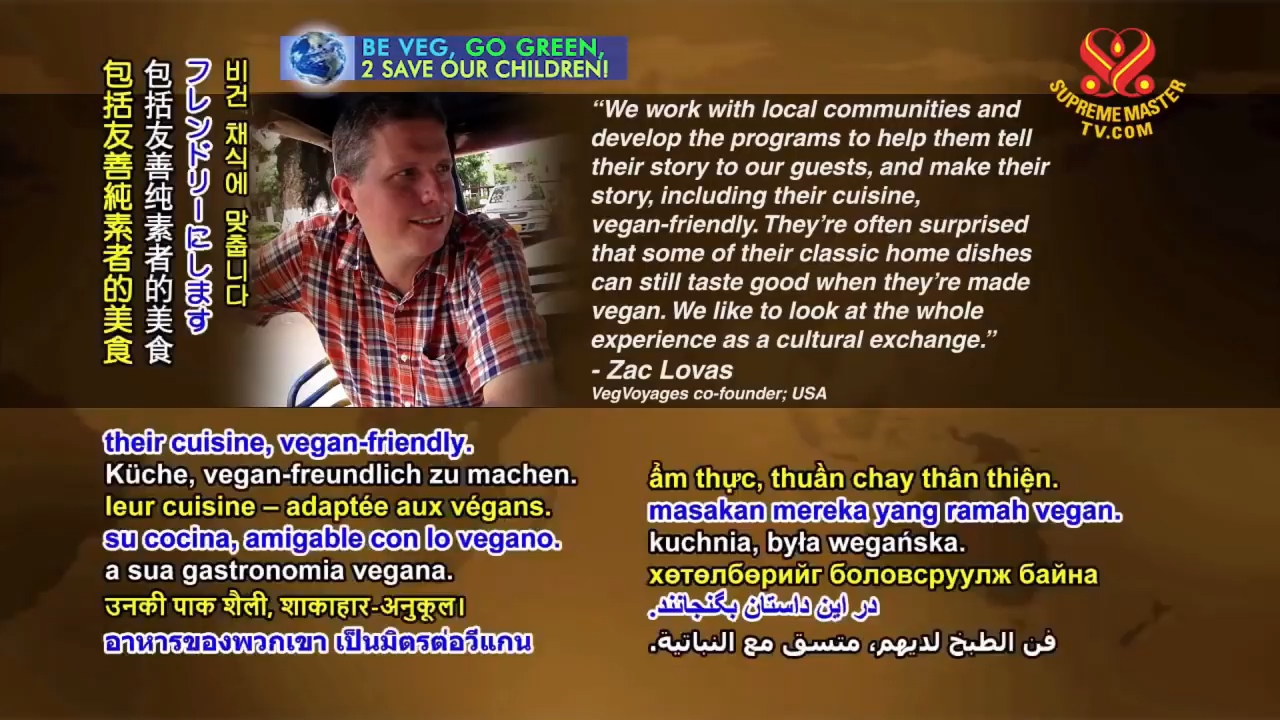 BE VEG, GO GREEN,
2 SAVE OUR CHILDREN!
SUPREME MASTER
TV.COM
包括友善純素者的美食
包括友善纯素者的美食
フレンドリーにします
비건 채식에 맞춥니다
“We work with local communities and
develop the programs to help them tell
their story to our guests, and make their
story, including their cuisine,
vegan-friendly. They’re often surprised
that some of their classic home dishes
can still taste good when they’re made
vegan. We like to look at the whole
experience as a cultural exchange.”
- Zac Lovas
VegVoyages co-founder; USA
their cuisine, vegan-friendly.
Küche, vegan-freundlich zu machen.
leur cuisine – adaptée aux végans.
su cocina, amigable con lo vegano.
a sua gastronomia vegana.
उनकी पाक शैली, शाकाहार-अनुकूल।
อาหารของพวกเขา เป็นมิตรต่อวีแกน
ẩm thực, thuần chay thân thiện.
masakan mereka yang ramah vegan.
kuchnia, była wegańska.
хөтөлбөрийг боловсруулж байна
در این داستان بگنجانند.
فن الطبخ لديهم، متسق مع النباتية.